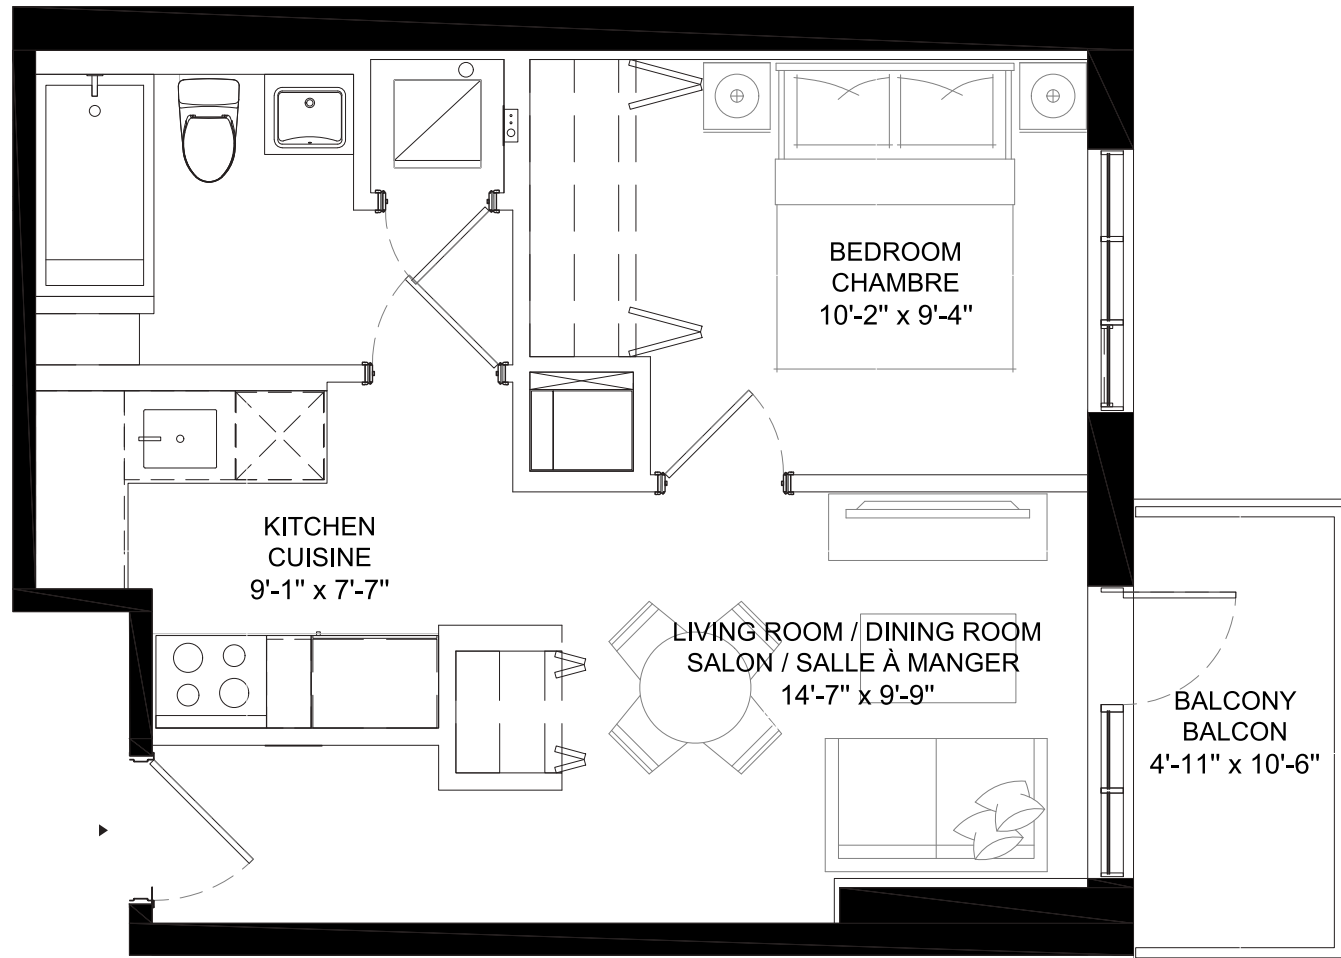 BEDROOM
CHAMBRE
10'-2" x 9'-4"
KITCHEN
CUISINE
9'-1" x 7'-7"
LIVING ROOM / DINING ROOM
SALON / SALLE À MANGER
14'-7" x 9'-9"
BALCONY
BALCON
4'-11" x 10'-6"